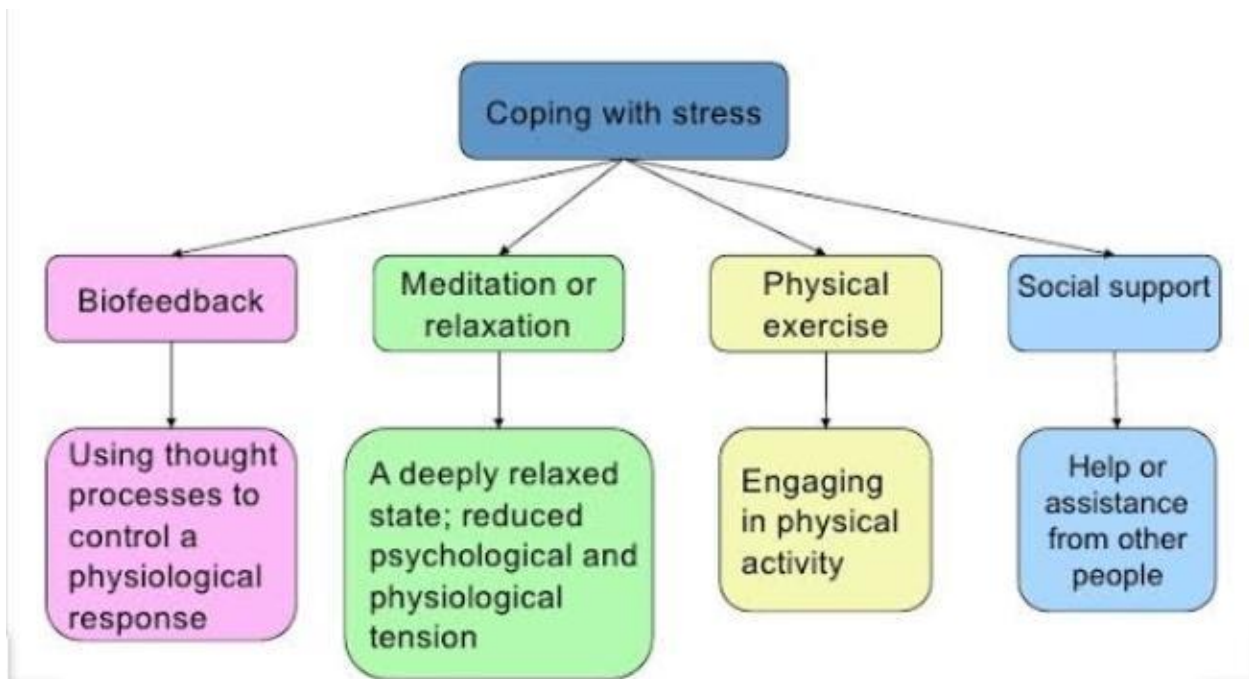 Coping with stress
Biofeedback
Meditation or
relaxation
Physical
exercise
Social support
Using thought
processes to
control a
physiological
response
A deeply relaxed
state; reduced
psychological and
physiological
tension
Engaging
in physical
activity
Help or
assistance
from other
people